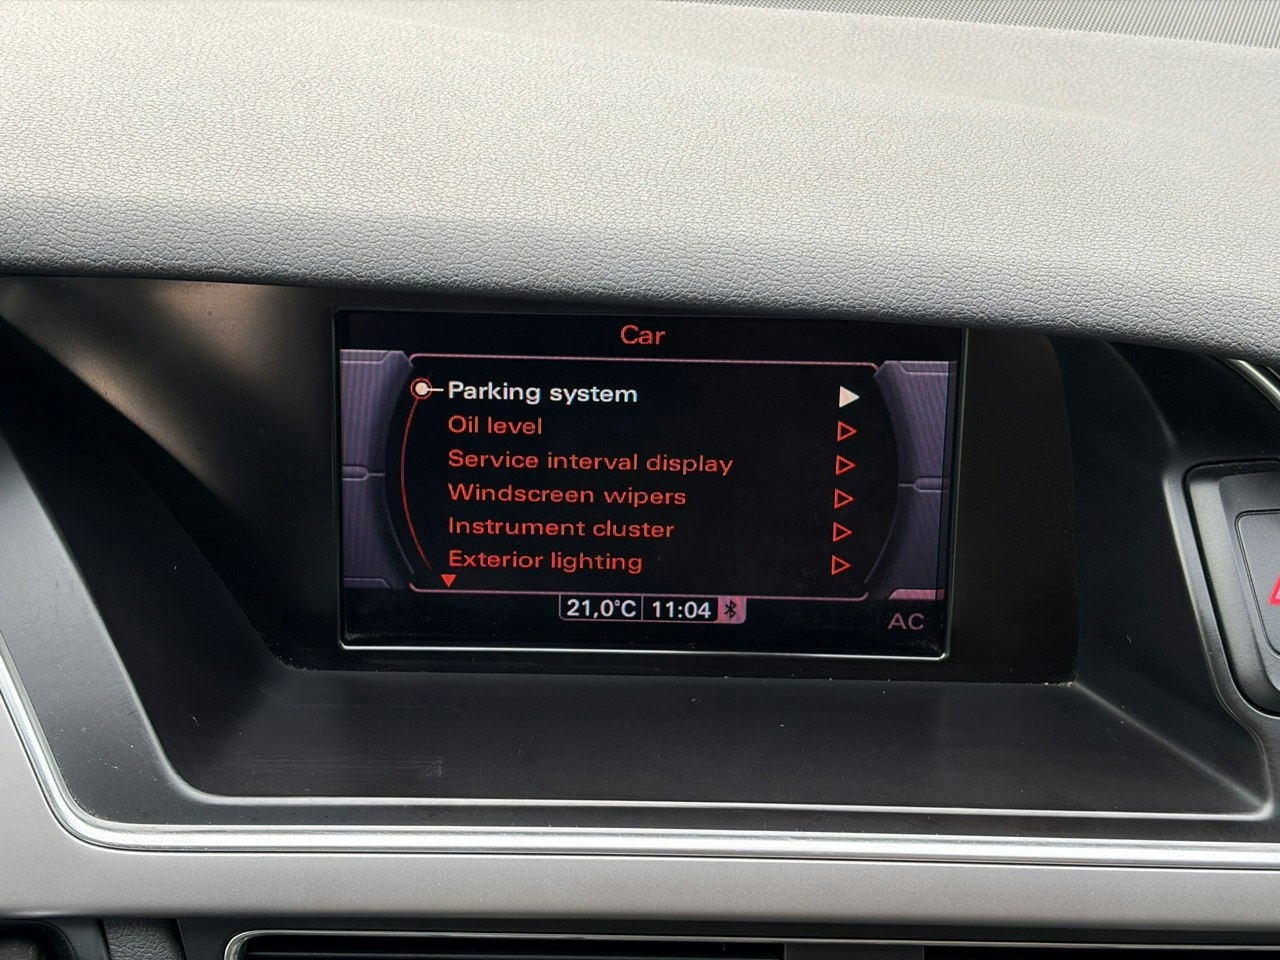 Car
Parking system
Oil level
Service interval display
Windscreen wipers
Instrument cluster
Exterior lighting
21,0°C 11:04
AC